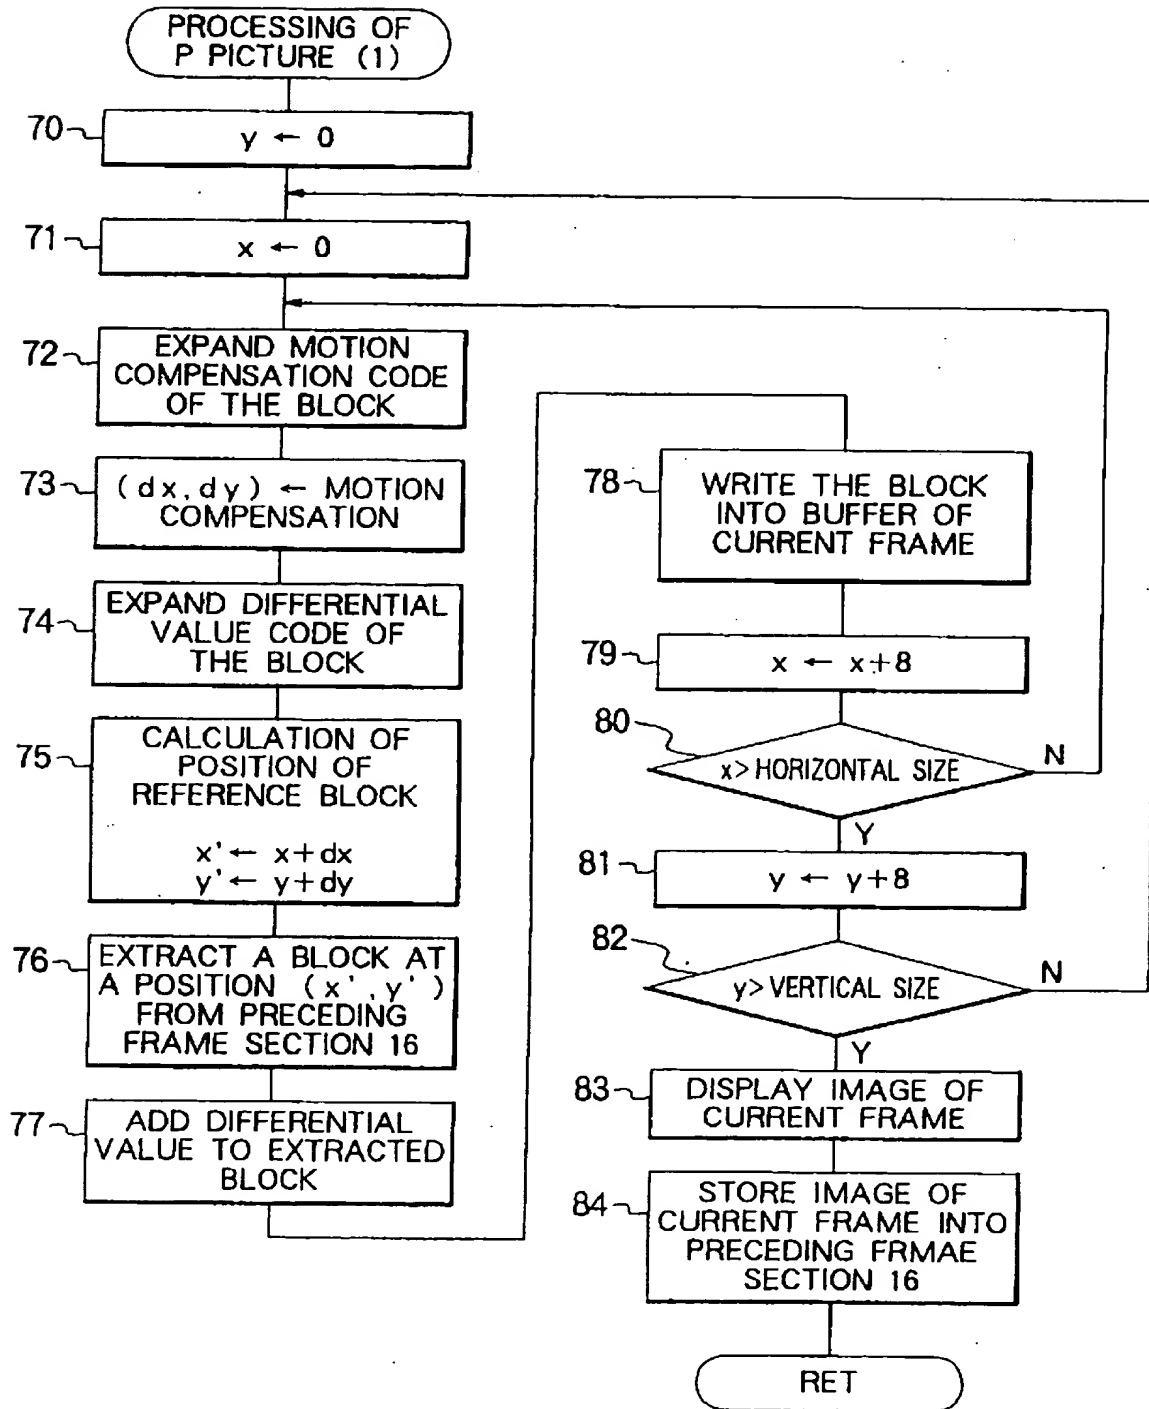 PROCESSING OF
P PICTURE (1)
70
y ← 0
71
x ← 0
72
EXPAND MOTION
COMPENSATION CODE
OF THE BLOCK
73
(dx,dy) ← MOTION
COMPENSATION
74
EXPAND DIFFERENTIAL
VALUE CODE OF
THE BLOCK
75
CALCULATION OF
POSITION OF
REFERENCE BLOCK
x' ← x+dx
y' ← y+dy
76
EXTRACT A BLOCK AT
A POSITION (x',y')
FROM PRECEDING
FRAME SECTION 16
77
ADD DIFFERENTIAL
VALUE TO EXTRACTED
BLOCK
78
WRITE THE BLOCK
INTO BUFFER OF
CURRENT FRAME
79
x ← x+8
80
x> HORIZONTAL SIZE
N
Y
81
y ← y+8
82
y> VERTICAL SIZE
N
Y
83
DISPLAY IMAGE OF
CURRENT FRAME
84
STORE IMAGE OF
CURRENT FRAME INTO
PRECEDING FRMAE
SECTION 16
RET